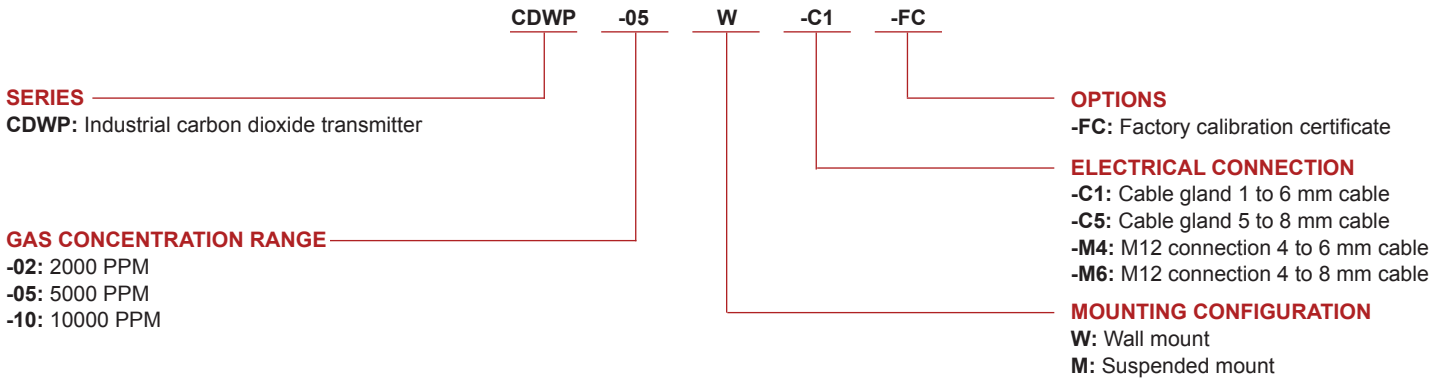 CDWP -05 W -C1 -FC
SERIES
CDWP: Industrial carbon dioxide transmitter
GAS CONCENTRATION RANGE
-02: 2000 PPM
-05: 5000 PPM
-10: 10000 PPM
OPTIONS
-FC: Factory calibration certificate
ELECTRICAL CONNECTION
-C1: Cable gland 1 to 6 mm cable
-C5: Cable gland 5 to 8 mm cable
-M4: M12 connection 4 to 6 mm cable
-M6: M12 connection 4 to 8 mm cable
MOUNTING CONFIGURATION
W: Wall mount
M: Suspended mount